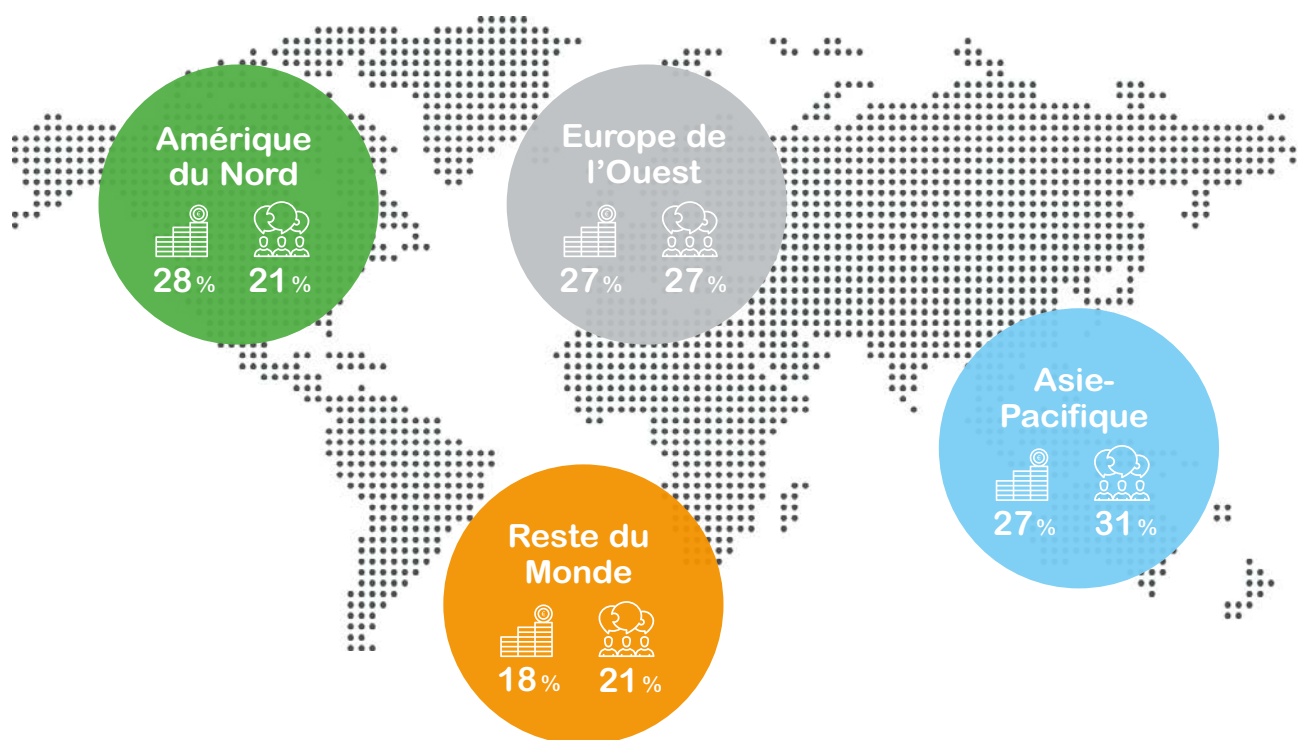 Amérique
du Nord
28 % 21 %
Europe de
l’Ouest
27 % 27 %
Asie-
Pacifique
27 % 31 %
Reste du
Monde
18 % 21 %